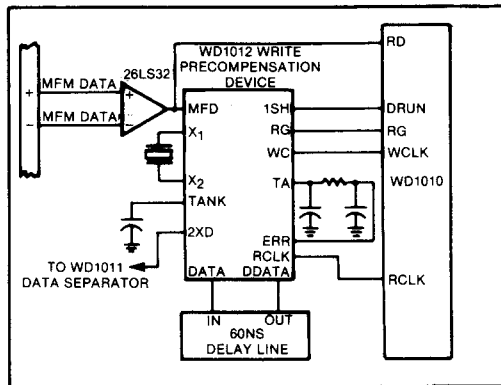 WD1012 WRITE
PRECOMPENSATION
DEVICE
26LS32
RD
MFM DATA
+
+
MFD
1SH
DRUN
MFM DATA
−
−
X1
RG
RG
WC
WCLK
X2
TA
WD1010
TANK
2XD
ERR
RCLK
TO WD1011
DATA SEPARATOR
DATA
DDATA
RCLK
IN
OUT
60NS
DELAY LINE